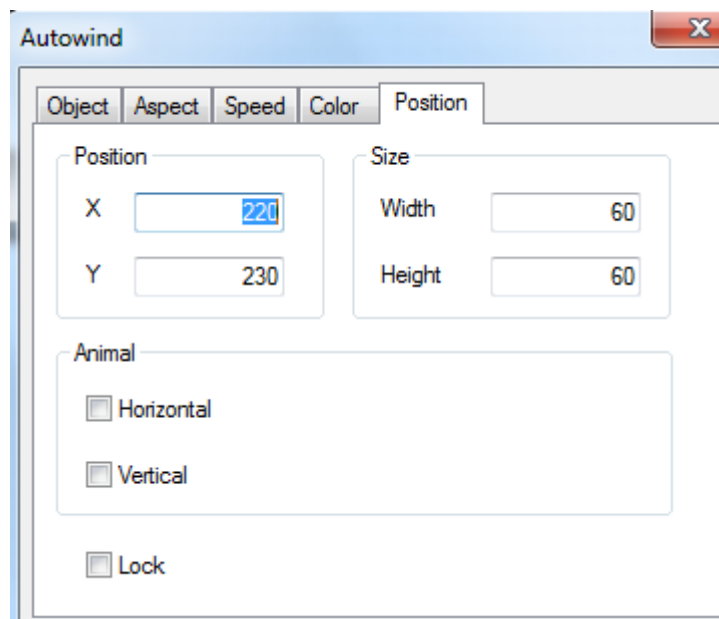 Autowind
Object Aspect Speed Color Position
Position
X 220
Y 230
Size
Width 60
Height 60
Animal
Horizontal
Vertical
Lock